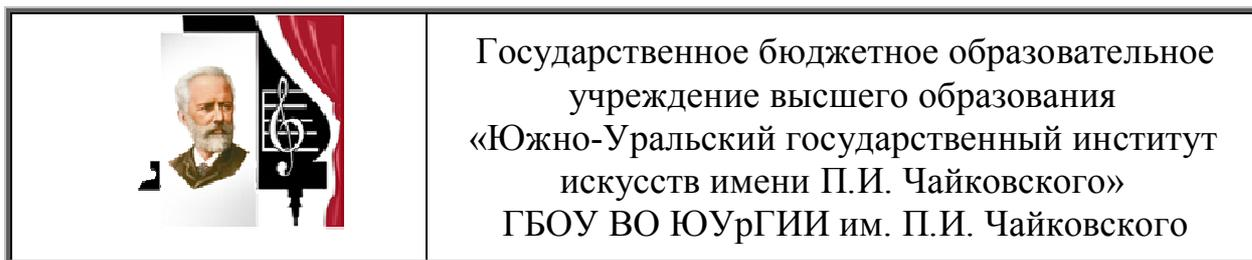 Государственное бюджетное образовательное
учреждение высшего образования
«Южно-Уральский государственный институт
искусств имени П.И. Чайковского»
ГБОУ ВО ЮУрГИИ им. П.И. Чайковского